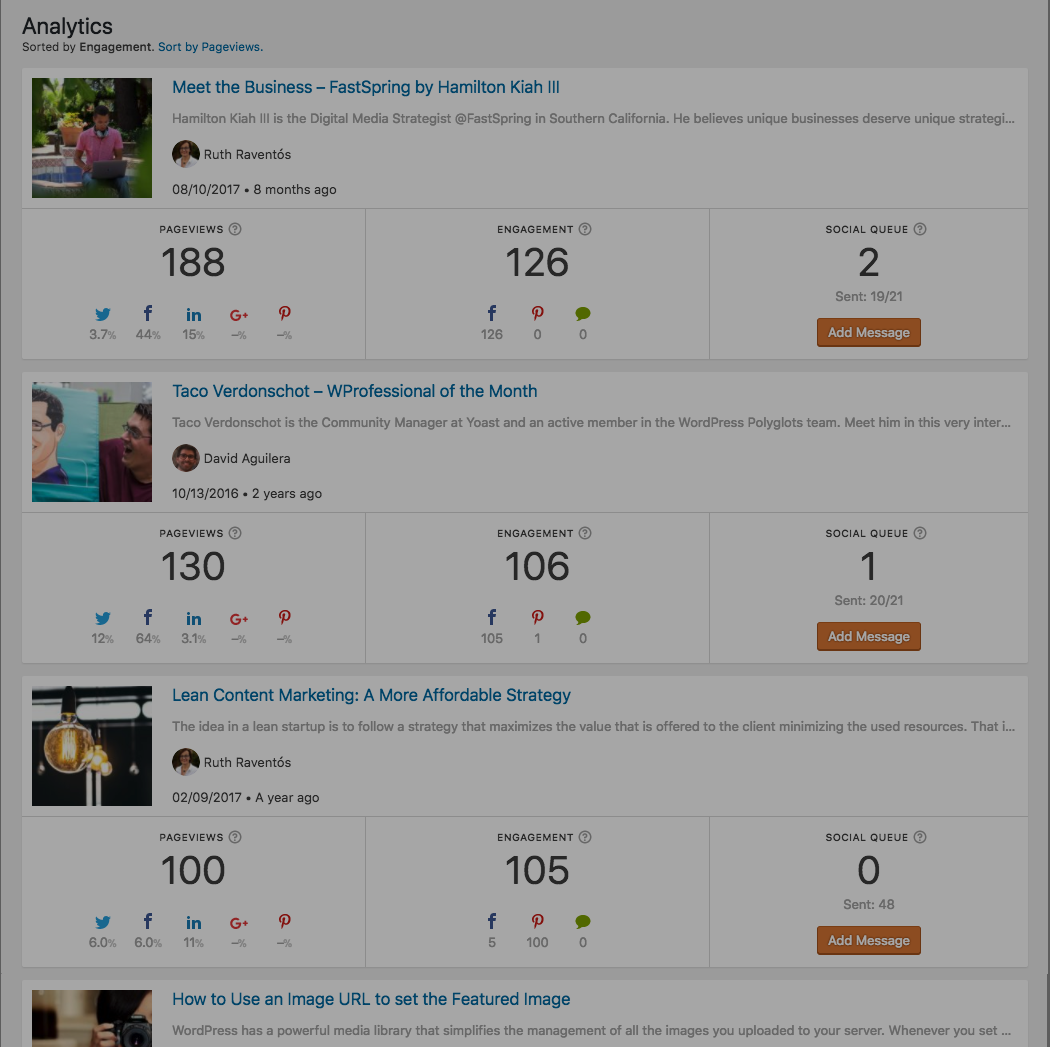 Analytics
Sorted by Engagement. Sort by Pageviews.
Meet the Business – FastSpring by Hamilton Kiah III
Hamilton Kiah III is the Digital Media Strategist @FastSpring in Southern California. He believes unique businesses deserve unique strategi...
Ruth Raventós
08/10/2017 • 8 months ago
PAGEVIEWS ? ENGAGEMENT ? SOCIAL QUEUE ?
188 126 2
Sent: 19/21
3.7% 44% 15% –% –% 126 0 0
Add Message
Taco Verdonschot – WProfessional of the Month
Taco Verdonschot is the Community Manager at Yoast and an active member in the WordPress Polyglots team. Meet him in this very inter...
David Aguilera
10/13/2016 • 2 years ago
PAGEVIEWS ? ENGAGEMENT ? SOCIAL QUEUE ?
130 106 1
Sent: 20/21
12% 64% 3.1% –% –% 105 1 0
Add Message
Lean Content Marketing: A More Affordable Strategy
The idea in a lean startup is to follow a strategy that maximizes the value that is offered to the client minimizing the used resources. That i...
Ruth Raventós
02/09/2017 • A year ago
PAGEVIEWS ? ENGAGEMENT ? SOCIAL QUEUE ?
100 105 0
Sent: 48
6.0% 6.0% 11% –% –% 5 100 0
Add Message
How to Use an Image URL to set the Featured Image
WordPress has a powerful media library that simplifies the management of all the images you uploaded to your server. Whenever you set ...